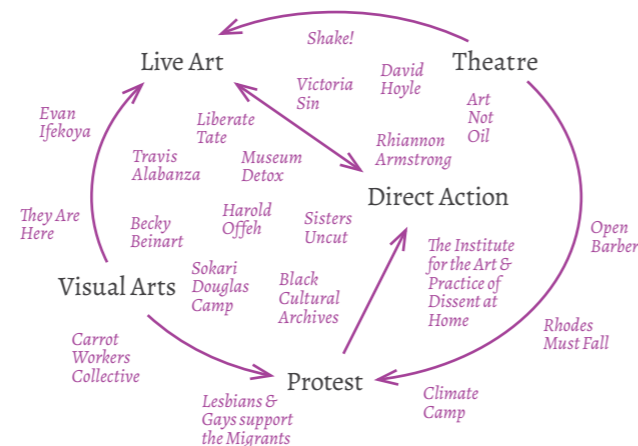 Shake!
Live Art
Theatre
David
Hoyle
Victoria
Sin
Art
Not
Oil
Evan
Ifekoya
Liberate
Tate
Rhiannon
Armstrong
Travis
Alabanza
Museum
Detox
Direct Action
They Are
Here
Becky
Beinart
Harold
Offeh
Sisters
Uncut
Open
Barber
The Institute
for the Art &
Practice of
Dissent at
Home
Visual Arts
Sokari
Douglas
Camp
Black
Cultural
Archives
Rhodes
Must Fall
Carrot
Workers
Collective
Protest
Climate
Camp
Lesbians &
Gays support
the Migrants